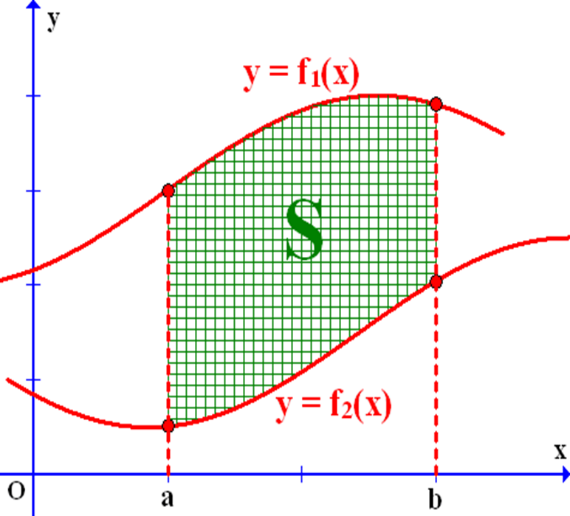 y
y = f₁(x)
S
y = f₂(x)
x
O
a
b